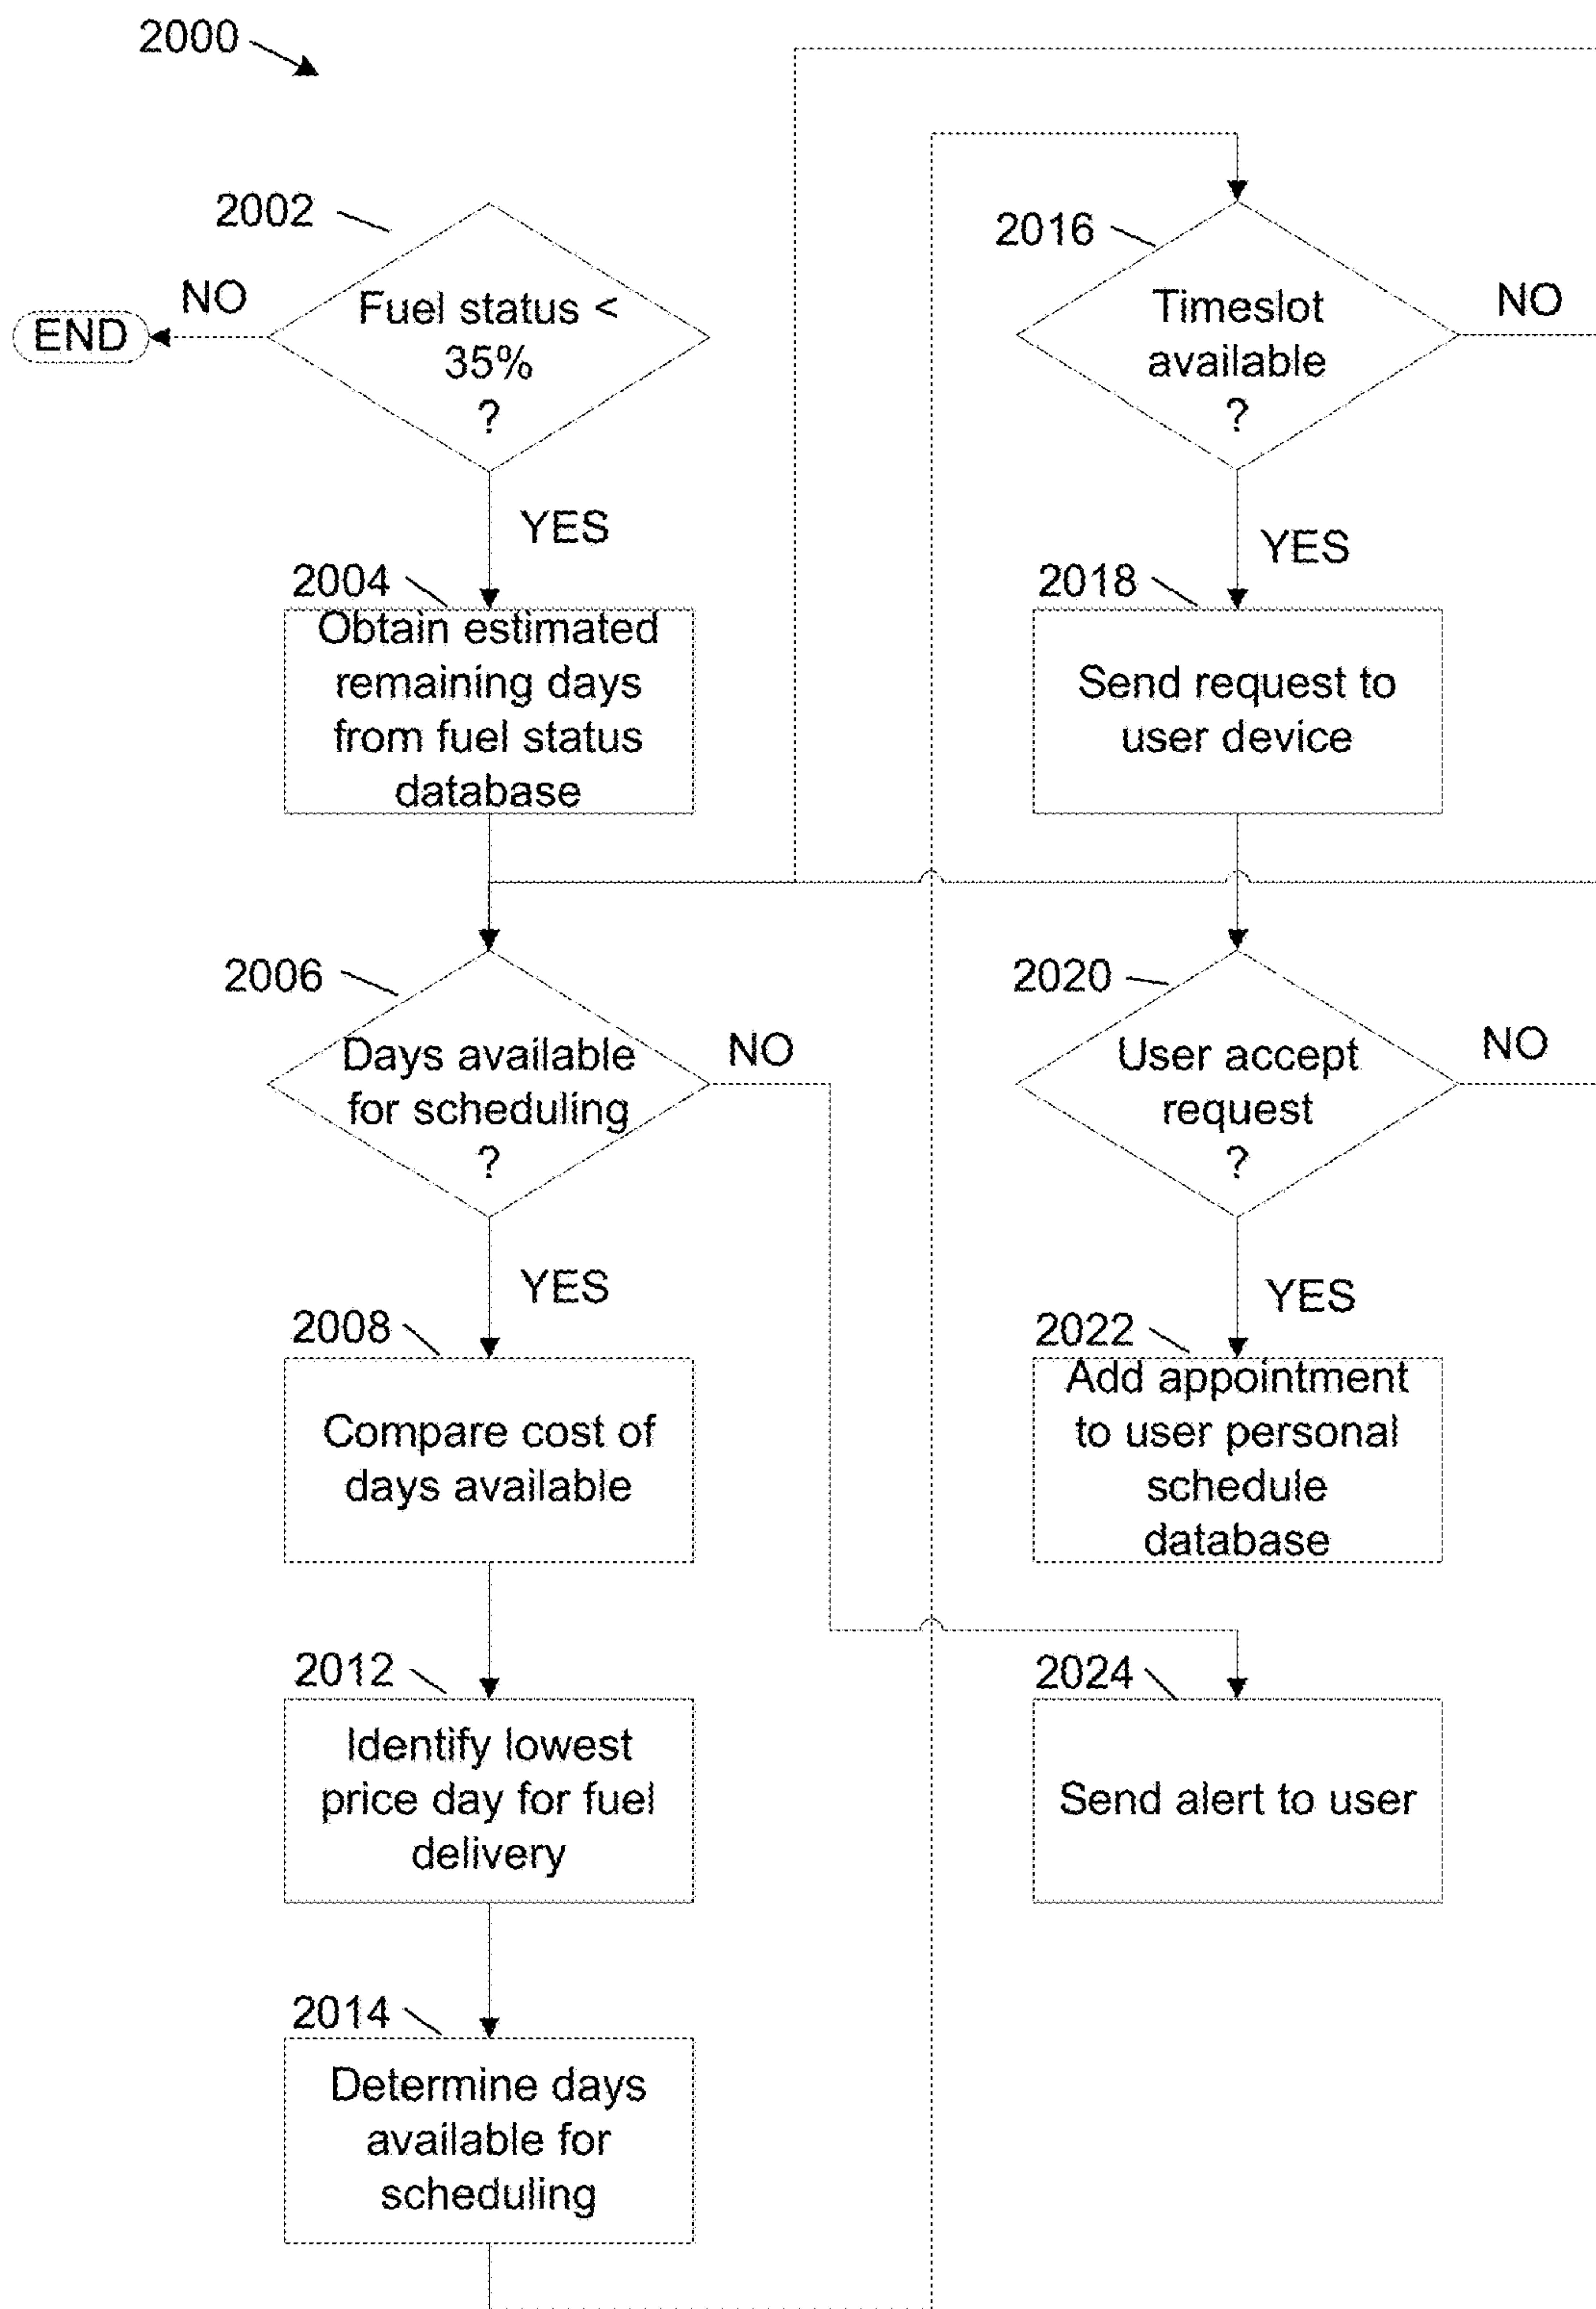 2000
2002
NO
END
Fuel status <
35%
?
YES
2004
Obtain estimated
remaining days
from fuel status
database
2006
Days available
for scheduling
?
NO
YES
2008
Compare cost of
days available
2012
Identify lowest
price day for fuel
delivery
2014
Determine days
available for
scheduling
2016
Timeslot
available
?
NO
YES
2018
Send request to
user device
2020
User accept
request
?
NO
YES
2022
Add appointment
to user personal
schedule
database
2024
Send alert to user